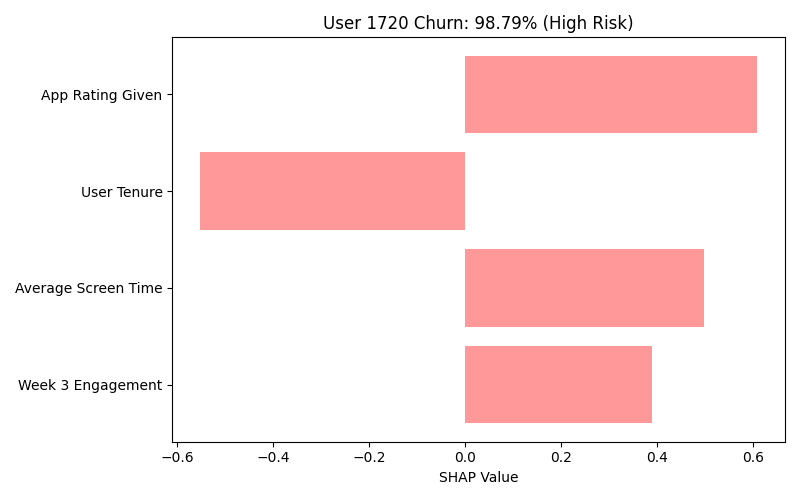 User 1720 Churn: 98.79% (High Risk)
App Rating Given
User Tenure
Average Screen Time
Week 3 Engagement
−0.6 −0.4 −0.2 0.0 0.2 0.4 0.6
SHAP Value